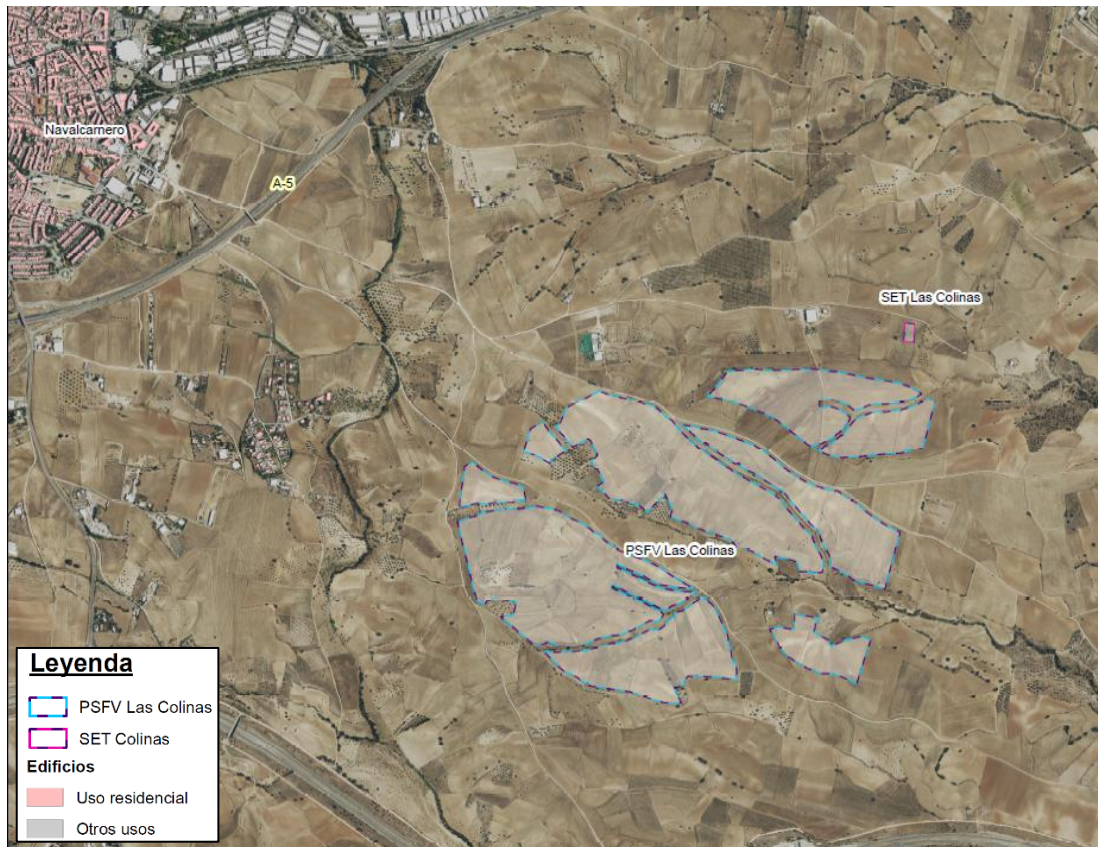 Navalcarnero
A-5
SET Las Colinas
PSFV Las Colinas
Leyenda
PSFV Las Colinas
SET Colinas
Edificios
Uso residencial
Otros usos